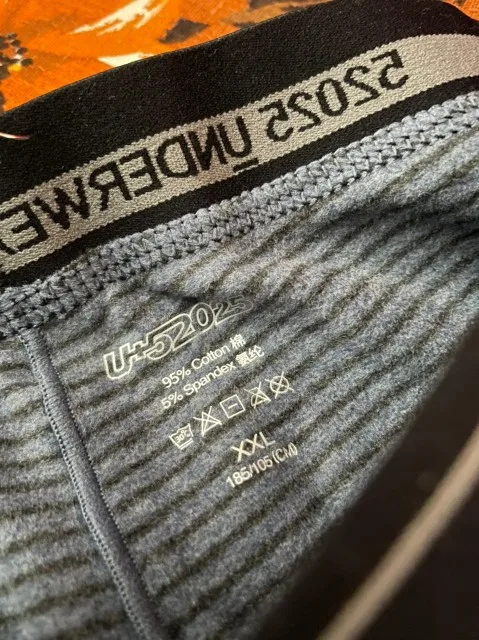 52025 UNDERWE
U+52025
95% Cotton 棉
5% Spandex 氨纶
XXL
185/105(CM)